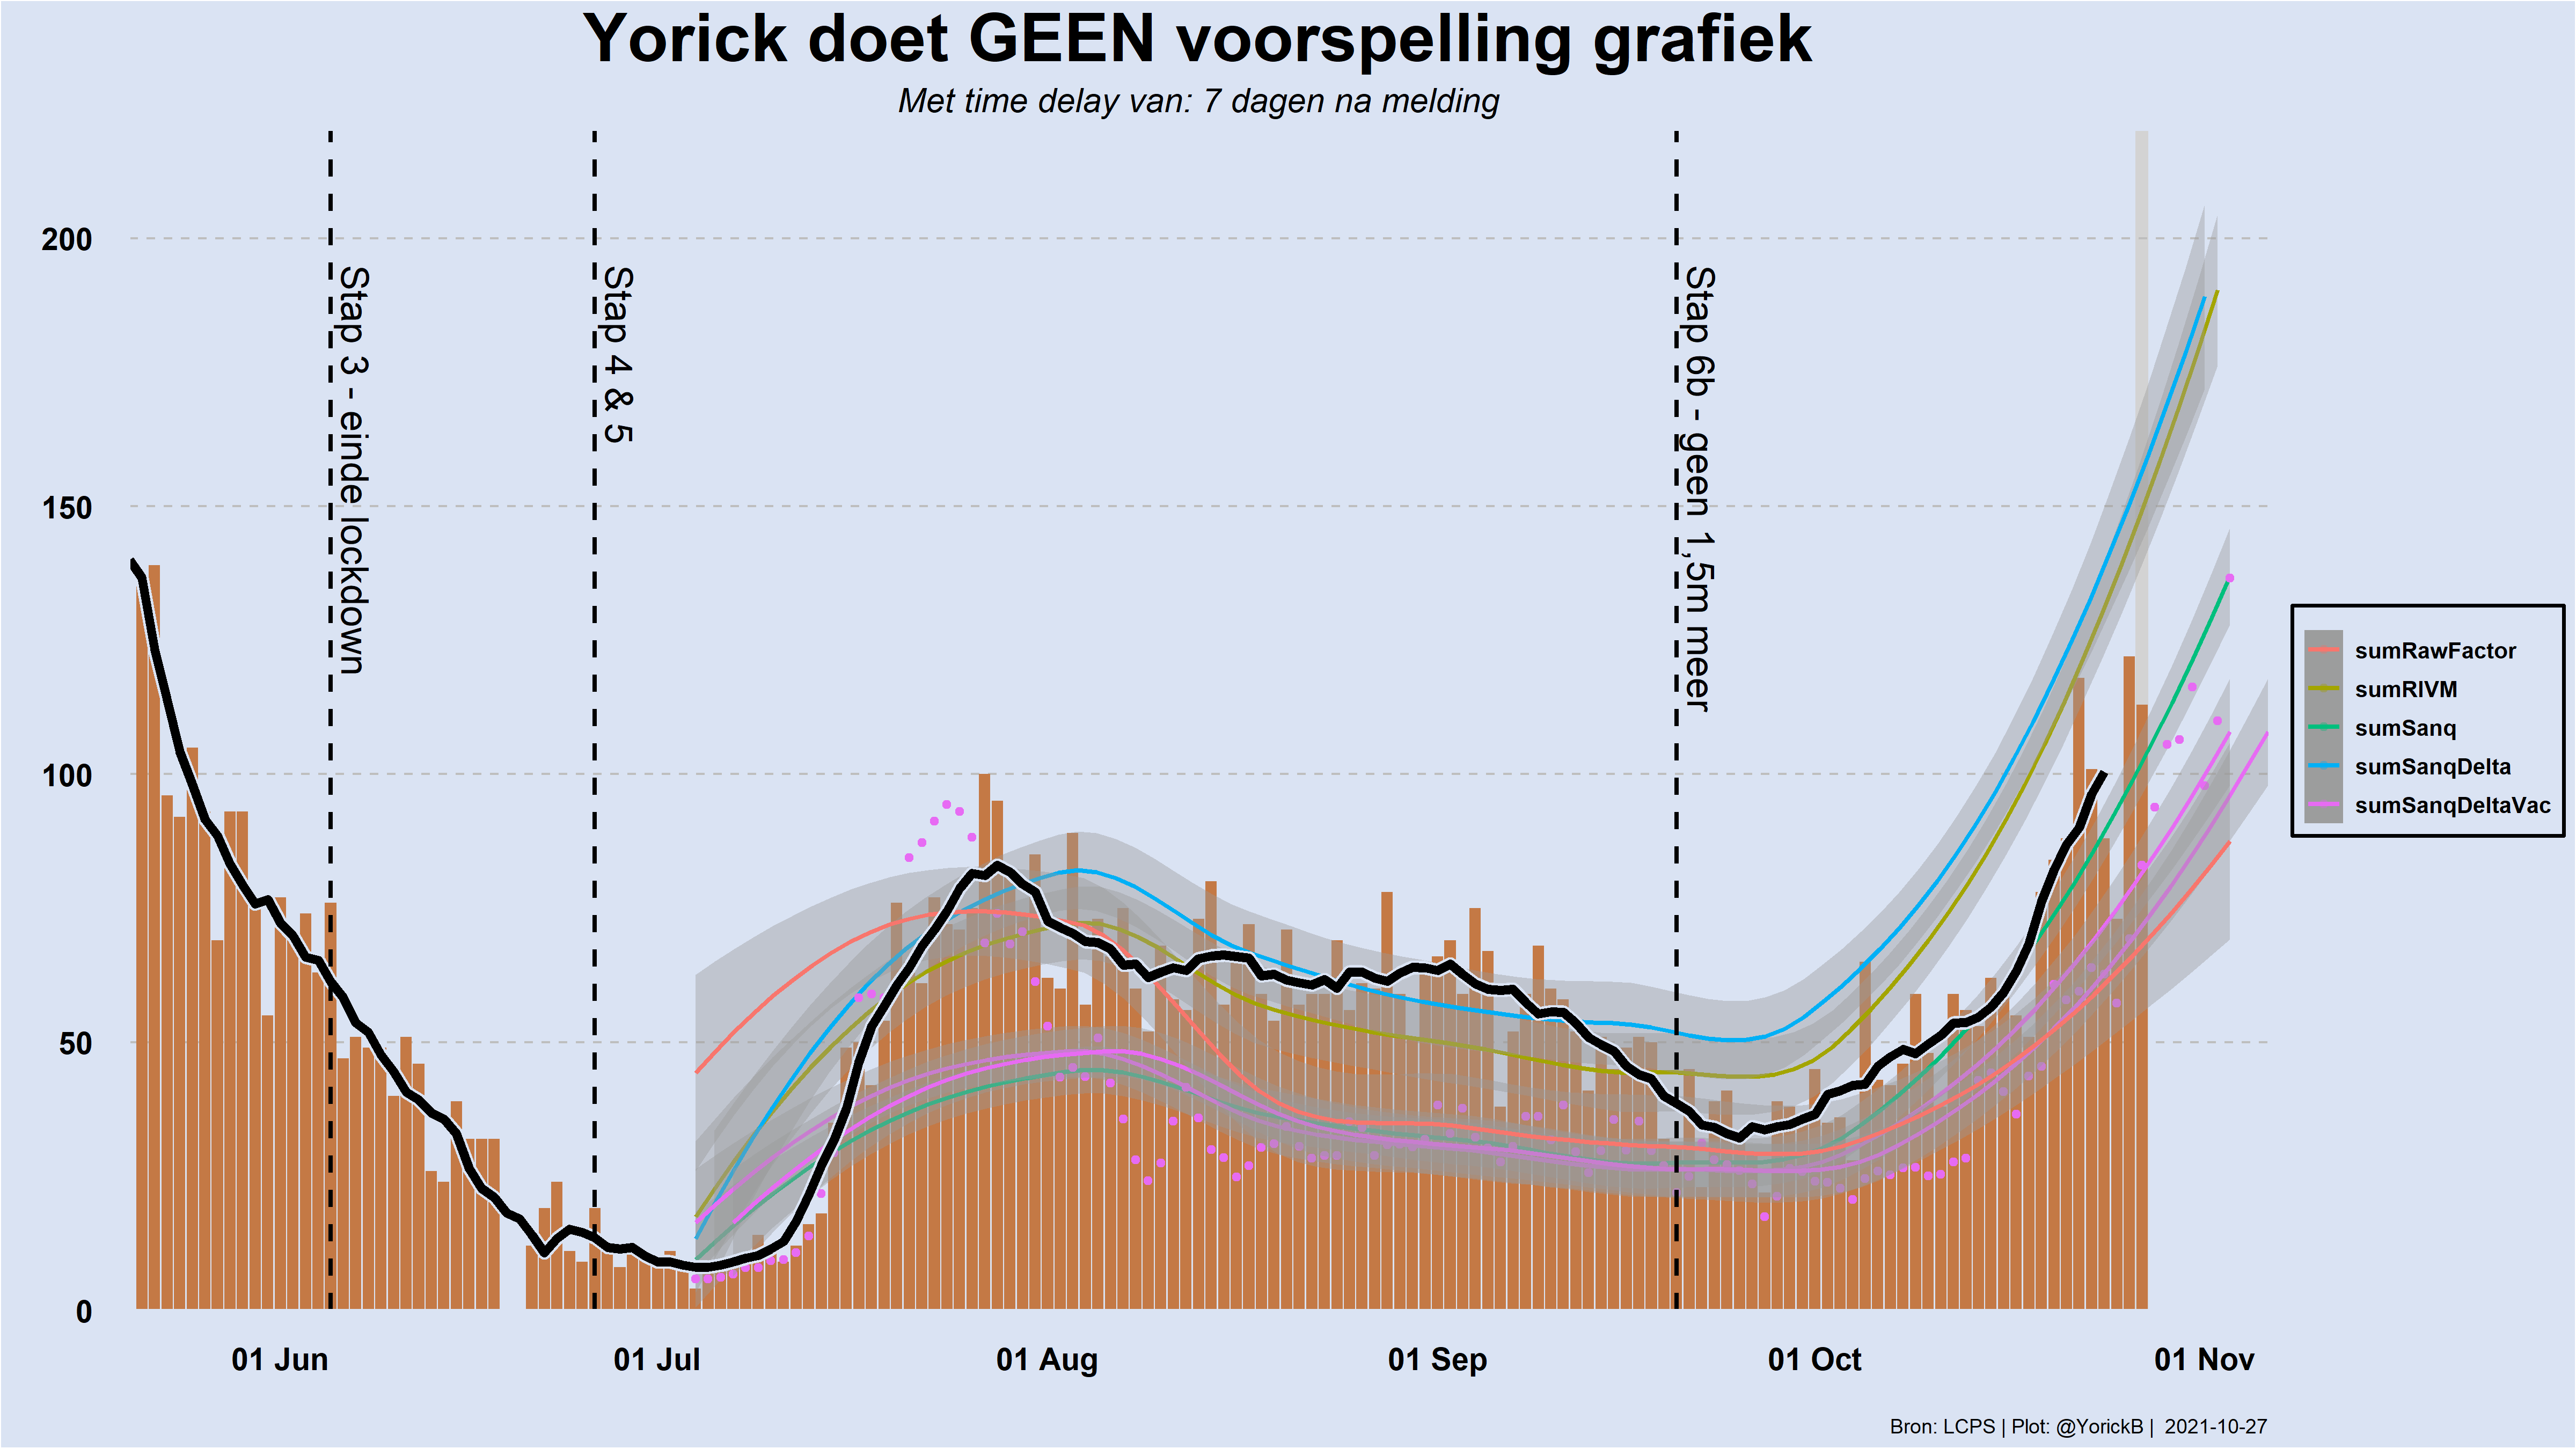 Yorick doet GEEN voorspelling grafiek
Met time delay van: 7 dagen na melding
200
150
100
50
0
Stap 3 - einde lockdown
Stap 4 & 5
Stap 6b - geen 1,5m meer
sumRawFactor
sumRIVM
sumSanq
sumSanqDelta
sumSanqDeltaVac
01 Jun
01 Jul
01 Aug
01 Sep
01 Oct
01 Nov
Bron: LCPS | Plot: @YorickB | 2021-10-27